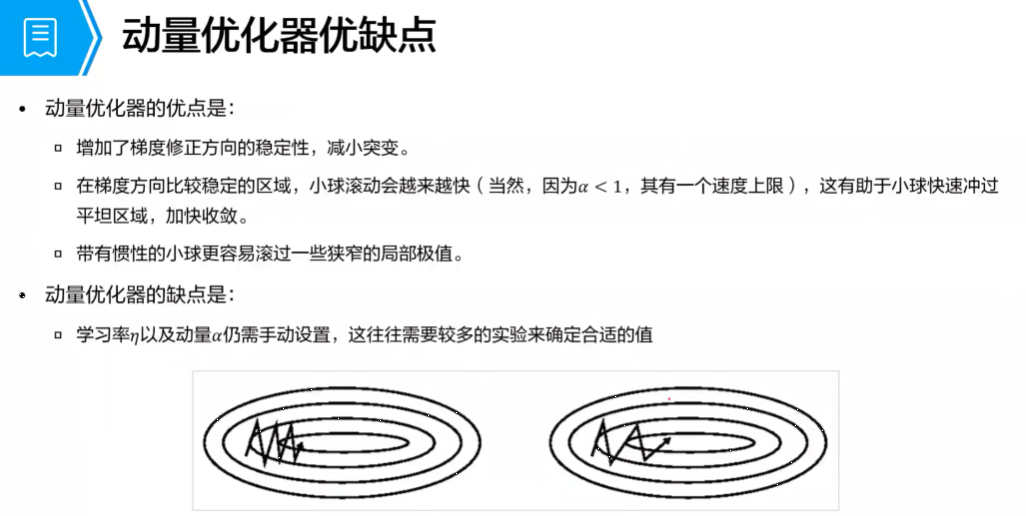 动量优化器优缺点
• 动量优化器的优点是:
▫ 增加了梯度修正方向的稳定性，减小突变。
▫ 在梯度方向比较稳定的区域，小球滚动会越来越快（当然，因为α < 1，其有一个速度上限），这有助于小球快速冲过
平坦区域，加快收敛。
▫ 带有惯性的小球更容易滚过一些狭窄的局部极值。
• 动量优化器的缺点是:
▫ 学习率η以及动量α仍需手动设置，这往往需要较多的实验来确定合适的值